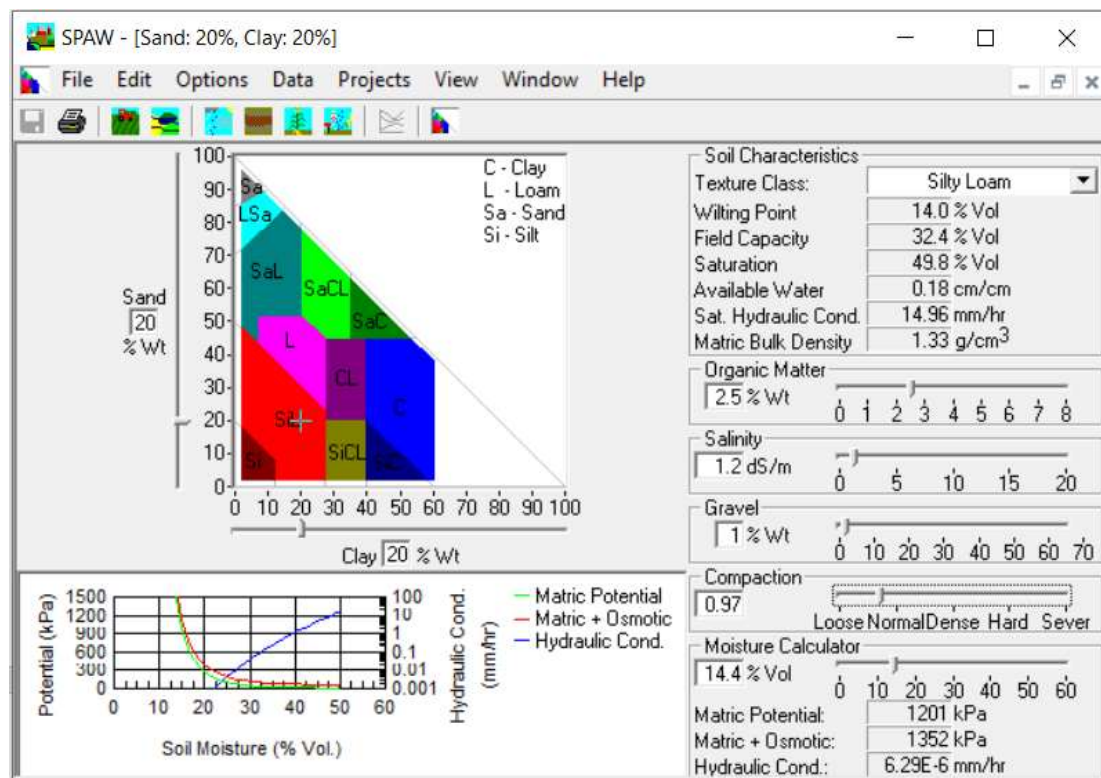 SPAW - [Sand: 20%, Clay: 20%]
File Edit Options Data Projects View Window Help
100
90
80
70
60
50
40
30
20
10
0
Sand
20
% Wt
C - Clay
L - Loam
Sa - Sand
Si - Silt
Sa
LSa
SaL
SaCL
SaC
L
CL
C
SiL
SiCL
Si
SiC
0 10 20 30 40 50 60 70 80 90 100
Clay 20 % Wt
Soil Characteristics
Texture Class: Silty Loam
Wilting Point 14.0 % Vol
Field Capacity 32.4 % Vol
Saturation 49.8 % Vol
Available Water 0.18 cm/cm
Sat. Hydraulic Cond. 14.96 mm/hr
Matric Bulk Density 1.33 g/cm3
Organic Matter
2.5 % Wt
0 1 2 3 4 5 6 7 8
Salinity
1.2 dS/m
0 5 10 15 20
Gravel
1 % Wt
0 10 20 30 40 50 60 70
Compaction
0.97
Loose Normal Dense Hard Sever
Moisture Calculator
14.4 % Vol
0 10 20 30 40 50 60
Matric Potential: 1201 kPa
Matric + Osmotic: 1352 kPa
Hydraulic Cond.: 6.29E-6 mm/hr
Potential (kPa)
1500
1200
900
600
300
0
100
10
1
0.1
0.01
0.001
Hydraulic Cond.
(mm/hr)
Matric Potential
Matric + Osmotic
Hydraulic Cond.
0 10 20 30 40 50 60
Soil Moisture (% Vol.)